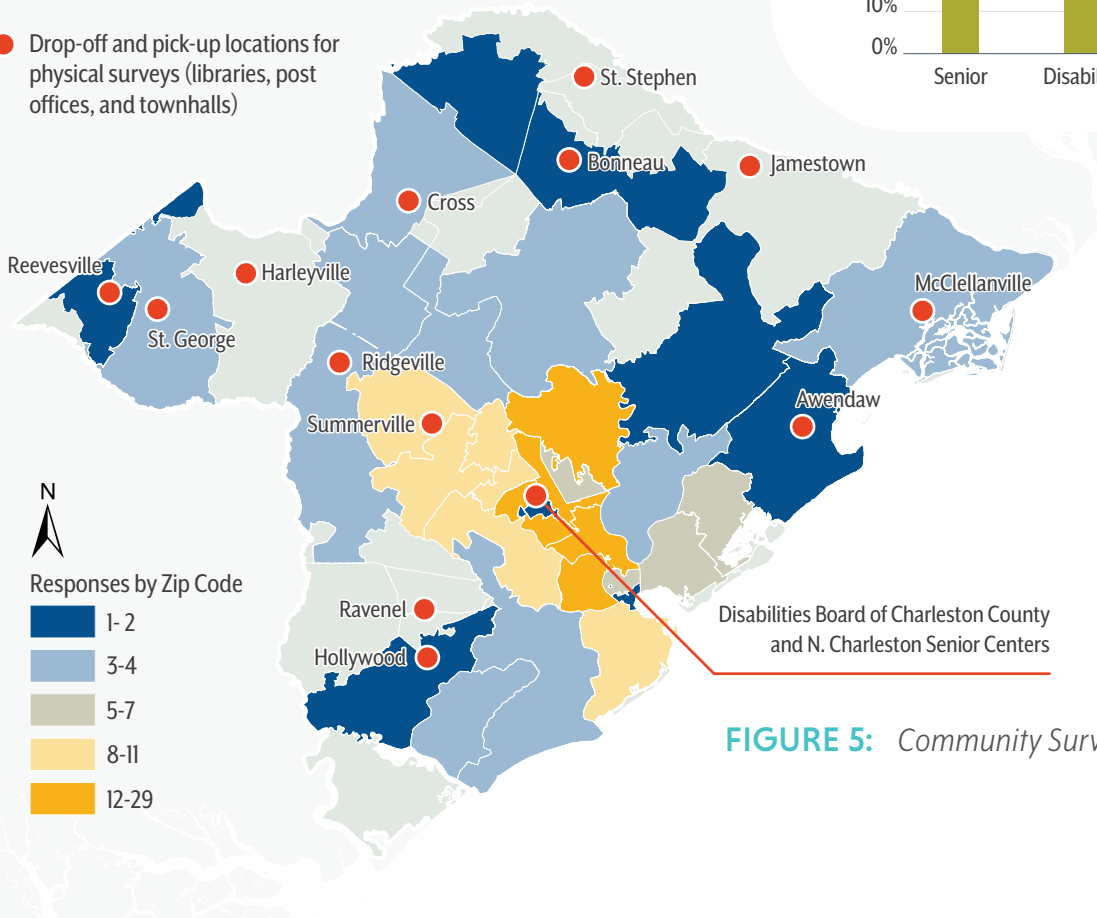 Drop-off and pick-up locations for
physical surveys (libraries, post
offices, and townhalls)
10%
0%
Senior
St. Stephen
Bonneau
Jamestown
Cross
Reevesville
Harleyville
McClellanville
St. George
Ridgeville
Awendaw
Summerville
N
Responses by Zip Code
1- 2
3-4
5-7
8-11
12-29
Ravenel
Hollywood
Disabilities Board of Charleston County
and N. Charleston Senior Centers
FIGURE 5: Community